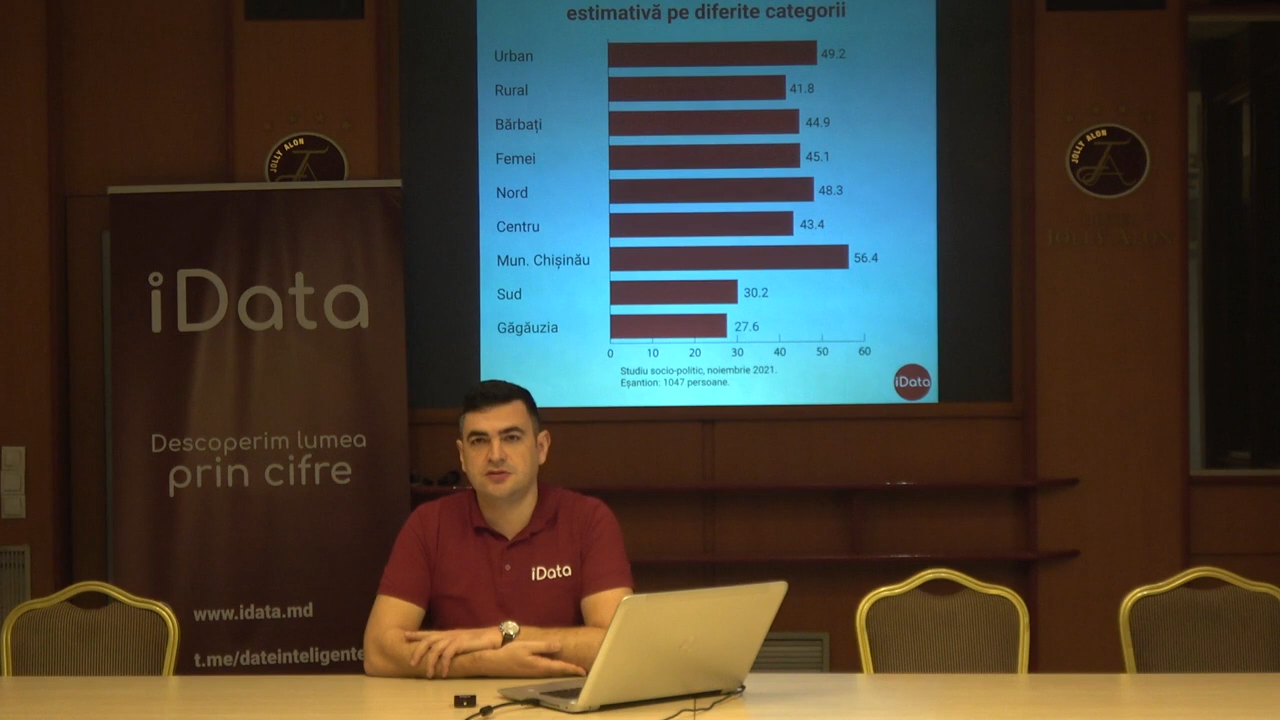 estimativă pe diferite categorii
Urban 49.2
Rural 41.8
Bărbați 44.9
Femei 45.1
Nord 48.3
Centru 43.4
Mun. Chișinău 56.4
Sud 30.2
Găgăuzia 27.6
0 10 20 30 40 50 60
Studiu socio-politic, noiembrie 2021.
Eșantion: 1047 persoane.
iData
JOLLY ALON
JOLLY ALON
JOLLY ALON
iData
Descoperim lumea
prin cifre
www.idata.md
t.me/dateinteligente
iData